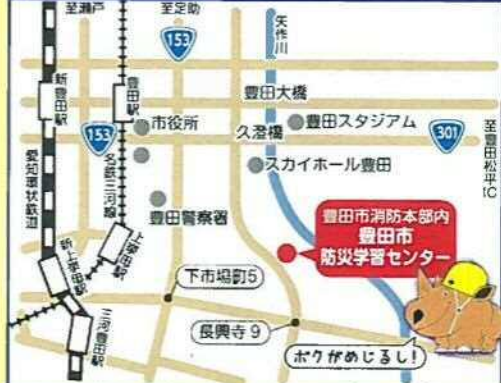 至瀬戸
至足助
153
矢作川
豊田大橋
新豊田駅
豊田駅
市役所
久澄橋
豊田スタジアム
301
至豊田松平IC
153
愛知環状鉄道
名鉄三河線
スカイホール豊田
豊田警察署
豊田市消防本部内
豊田市
防災学習センター
上挙母駅
新上挙母駅
下市場町5
三河豊田駅
長興寺9
ボクがめじるし!